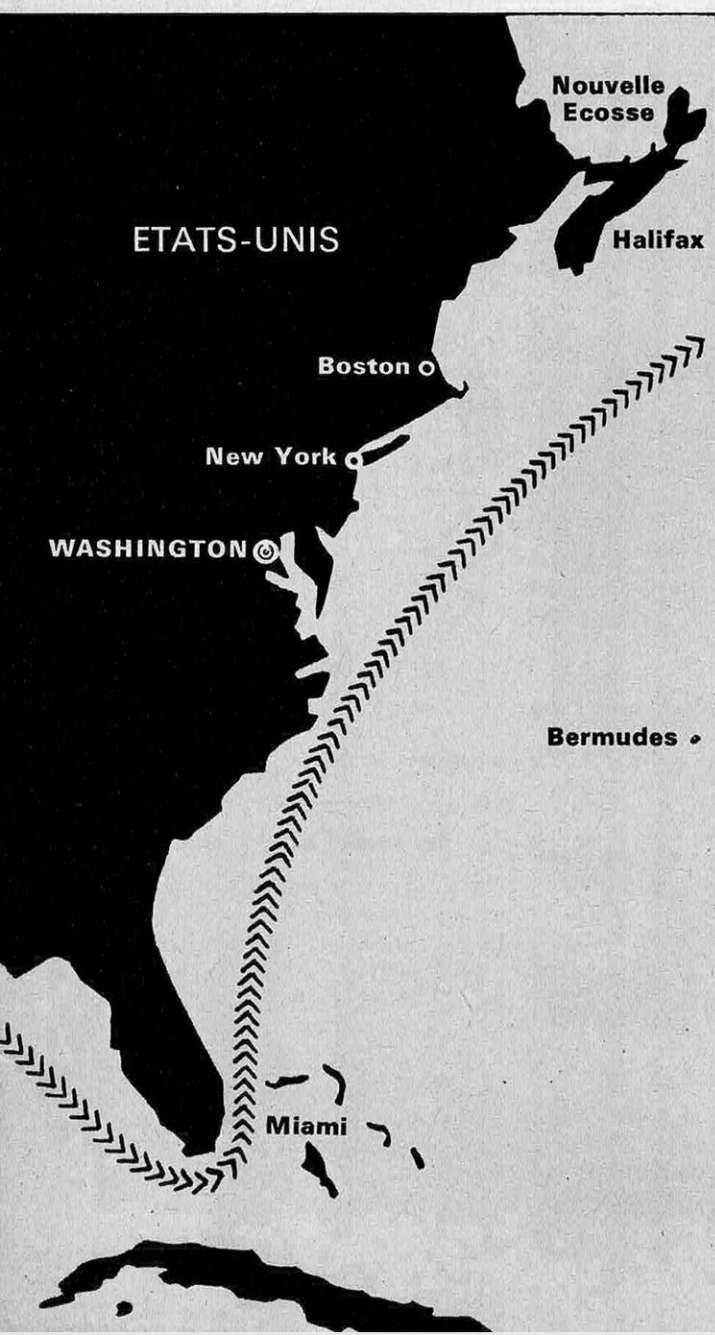 Nouvelle
Ecosse
ETATS-UNIS
Halifax
Boston
New York
WASHINGTON
Bermudes
Miami